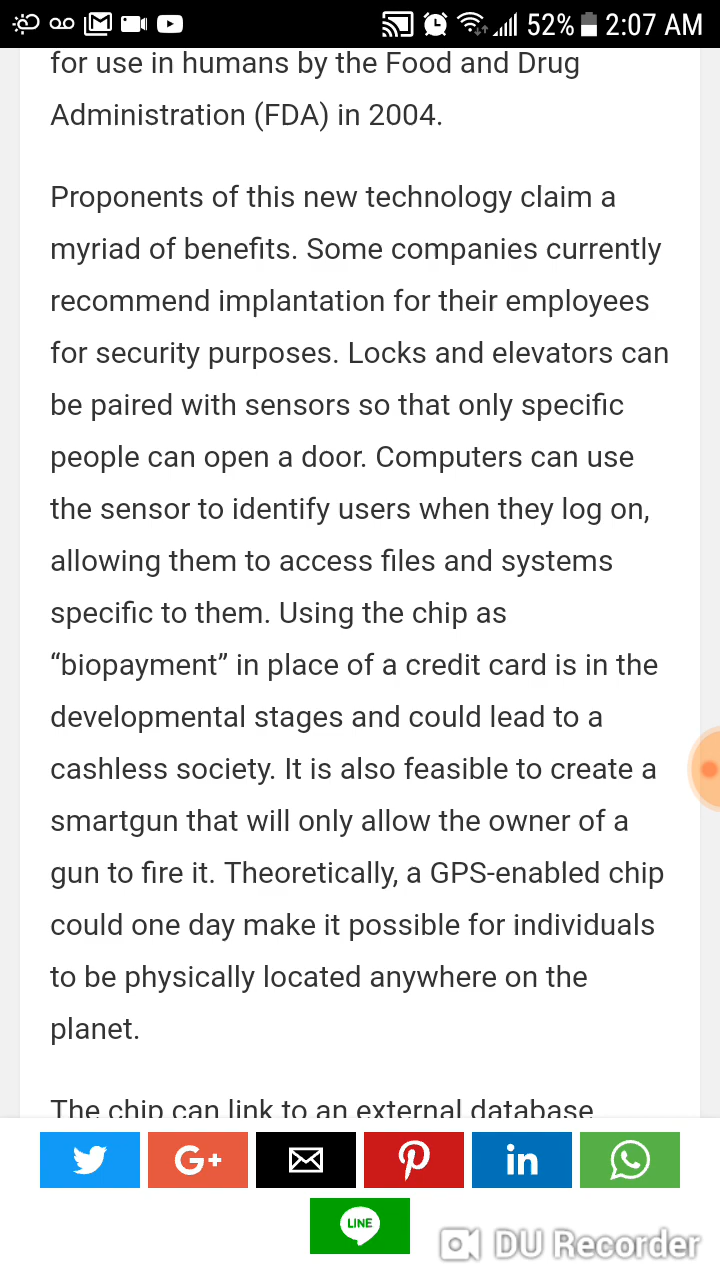 52% 2:07 AM
for use in humans by the Food and Drug
Administration (FDA) in 2004.
Proponents of this new technology claim a
myriad of benefits. Some companies currently
recommend implantation for their employees
for security purposes. Locks and elevators can
be paired with sensors so that only specific
people can open a door. Computers can use
the sensor to identify users when they log on,
allowing them to access files and systems
specific to them. Using the chip as
“biopayment” in place of a credit card is in the
developmental stages and could lead to a
cashless society. It is also feasible to create a
smartgun that will only allow the owner of a
gun to fire it. Theoretically, a GPS-enabled chip
could one day make it possible for individuals
to be physically located anywhere on the
planet.
The chip can link to an external database
G+ in
LINE
DU Recorder